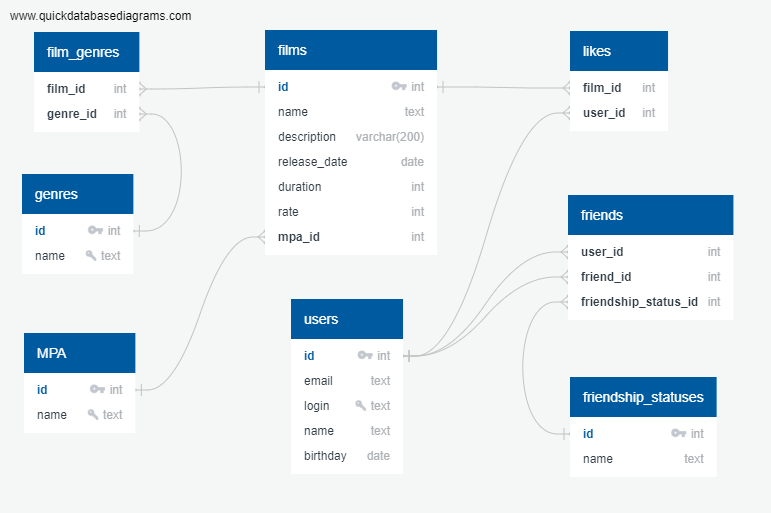 www.quickdatabasediagrams.com
film_genres
film_id int
genre_id int
films
id int
name text
description varchar(200)
release_date date
duration int
rate int
mpa_id int
likes
film_id int
user_id int
genres
id int
name text
friends
user_id int
friend_id int
friendship_status_id int
users
id int
email text
login text
name text
birthday date
MPA
id int
name text
friendship_statuses
id int
name text